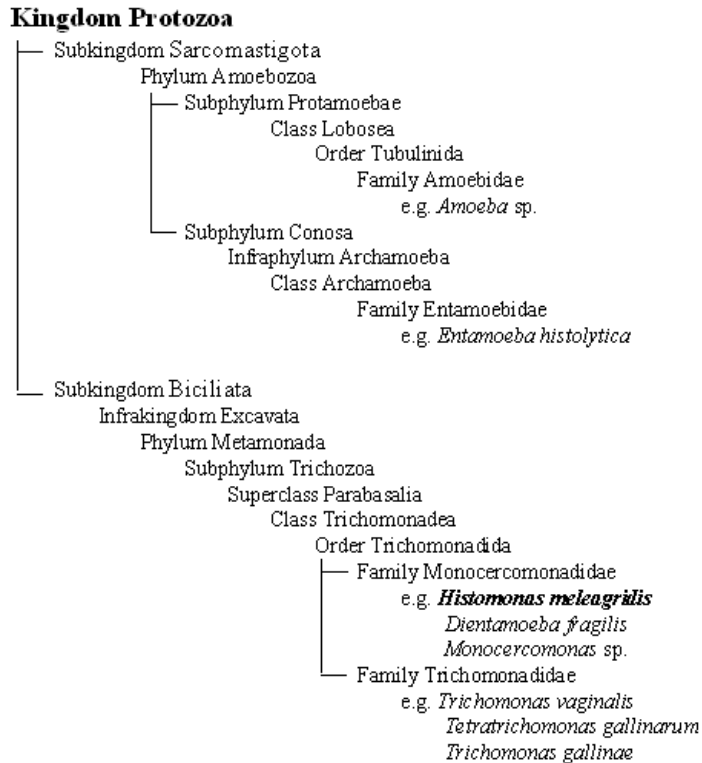 Kingdom Protozoa
Subkingdom Sarcomastigota
Phylum Amoebozoa
Subphylum Protamoebae
Class Lobosea
Order Tubulinida
Family Amoebidae
e.g. Amoeba sp.
Subphylum Conosa
Infraphylum Archamoeba
Class Archamoeba
Family Entamoebidae
e.g. Entamoeba histolytica
Subkingdom Biciliata
Infrakingdom Excavata
Phylum Metamonada
Subphylum Trichozoa
Superclass Parabasalia
Class Trichomonadea
Order Trichomonadida
Family Monocercomonadidae
e.g. Histomonas meleagridis
Dientamoeba fragilis
Monocercomonas sp.
Family Trichomonadidae
e.g. Trichomonas vaginalis
Tetratrichomonas gallinarum
Trichomonas gallinae